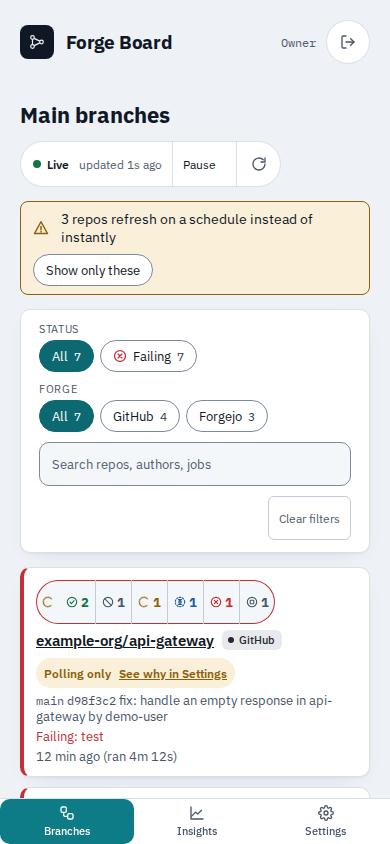 Forge Board
Owner
Main branches
Live updated 1s ago Pause
3 repos refresh on a schedule instead of
instantly
Show only these
STATUS
All 7 Failing 7
FORGE
All 7 GitHub 4 Forgejo 3
Search repos, authors, jobs
Clear filters
2 1 1 1 1 1
example-org/api-gateway GitHub
Polling only See why in Settings
main d98f3c2 fix: handle an empty response in api-
gateway by demo-user
Failing: test
12 min ago (ran 4m 12s)
Branches Insights Settings